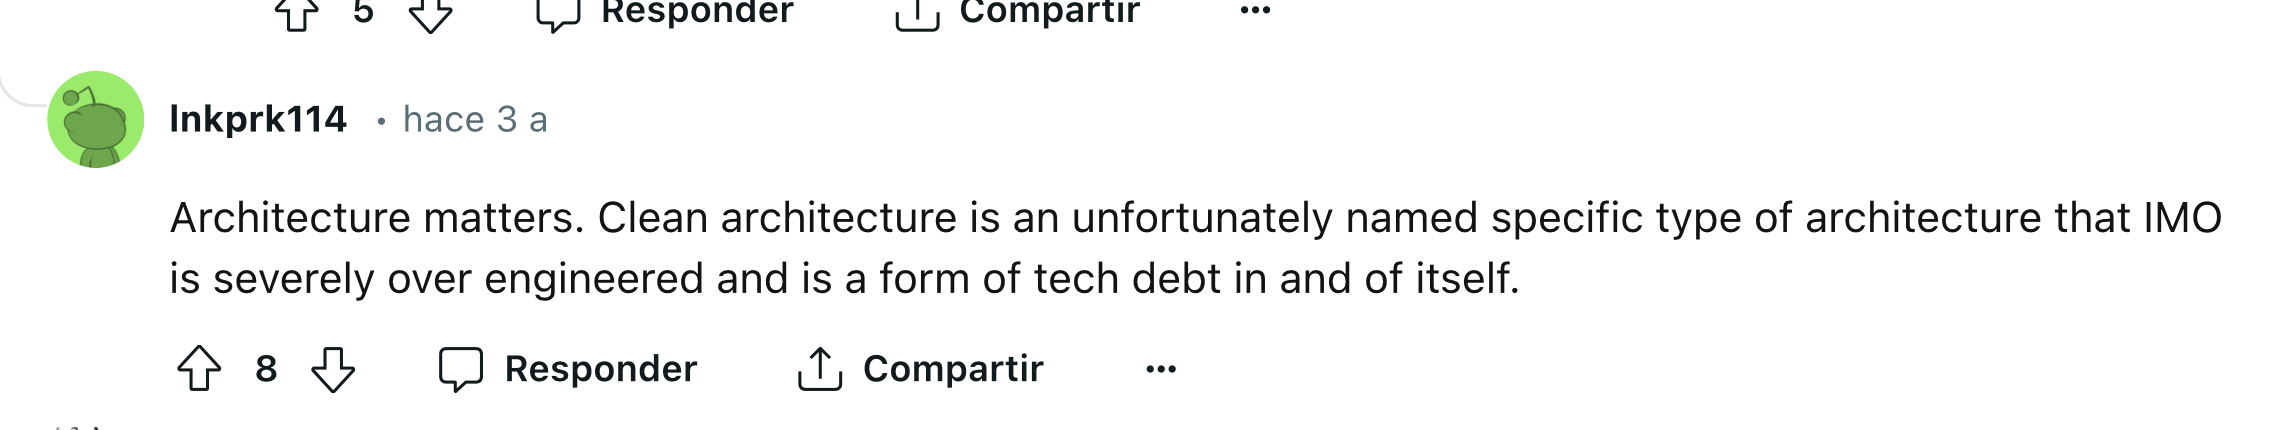 5 Responder Compartir ...
lnkprk114 • hace 3 a
Architecture matters. Clean architecture is an unfortunately named specific type of architecture that IMO
is severely over engineered and is a form of tech debt in and of itself.
8 Responder Compartir ...